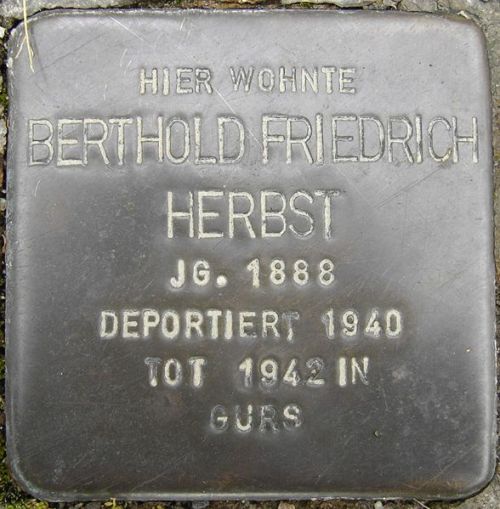 HIER WOHNTE
BERTHOLD FRIEDRICH
HERBST
JG. 1888
DEPORTIERT 1940
TOT 1942 IN
GURS